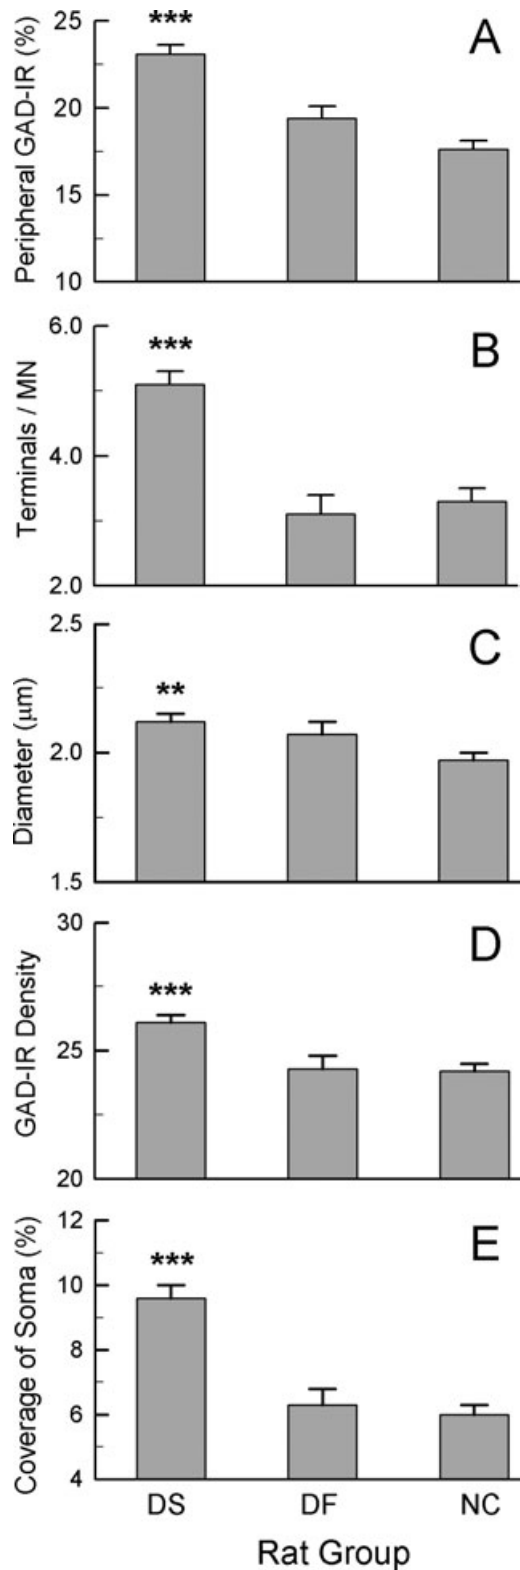 A
Peripheral GAD-IR (%)
25
20
15
10
***
B
Terminals / MN
6.0
4.0
2.0
***
C
Diameter (μm)
2.5
2.0
1.5
**
D
GAD-IR Density
30
25
20
***
E
Coverage of Soma (%)
12
10
8
6
4
***
DS DF NC
Rat Group